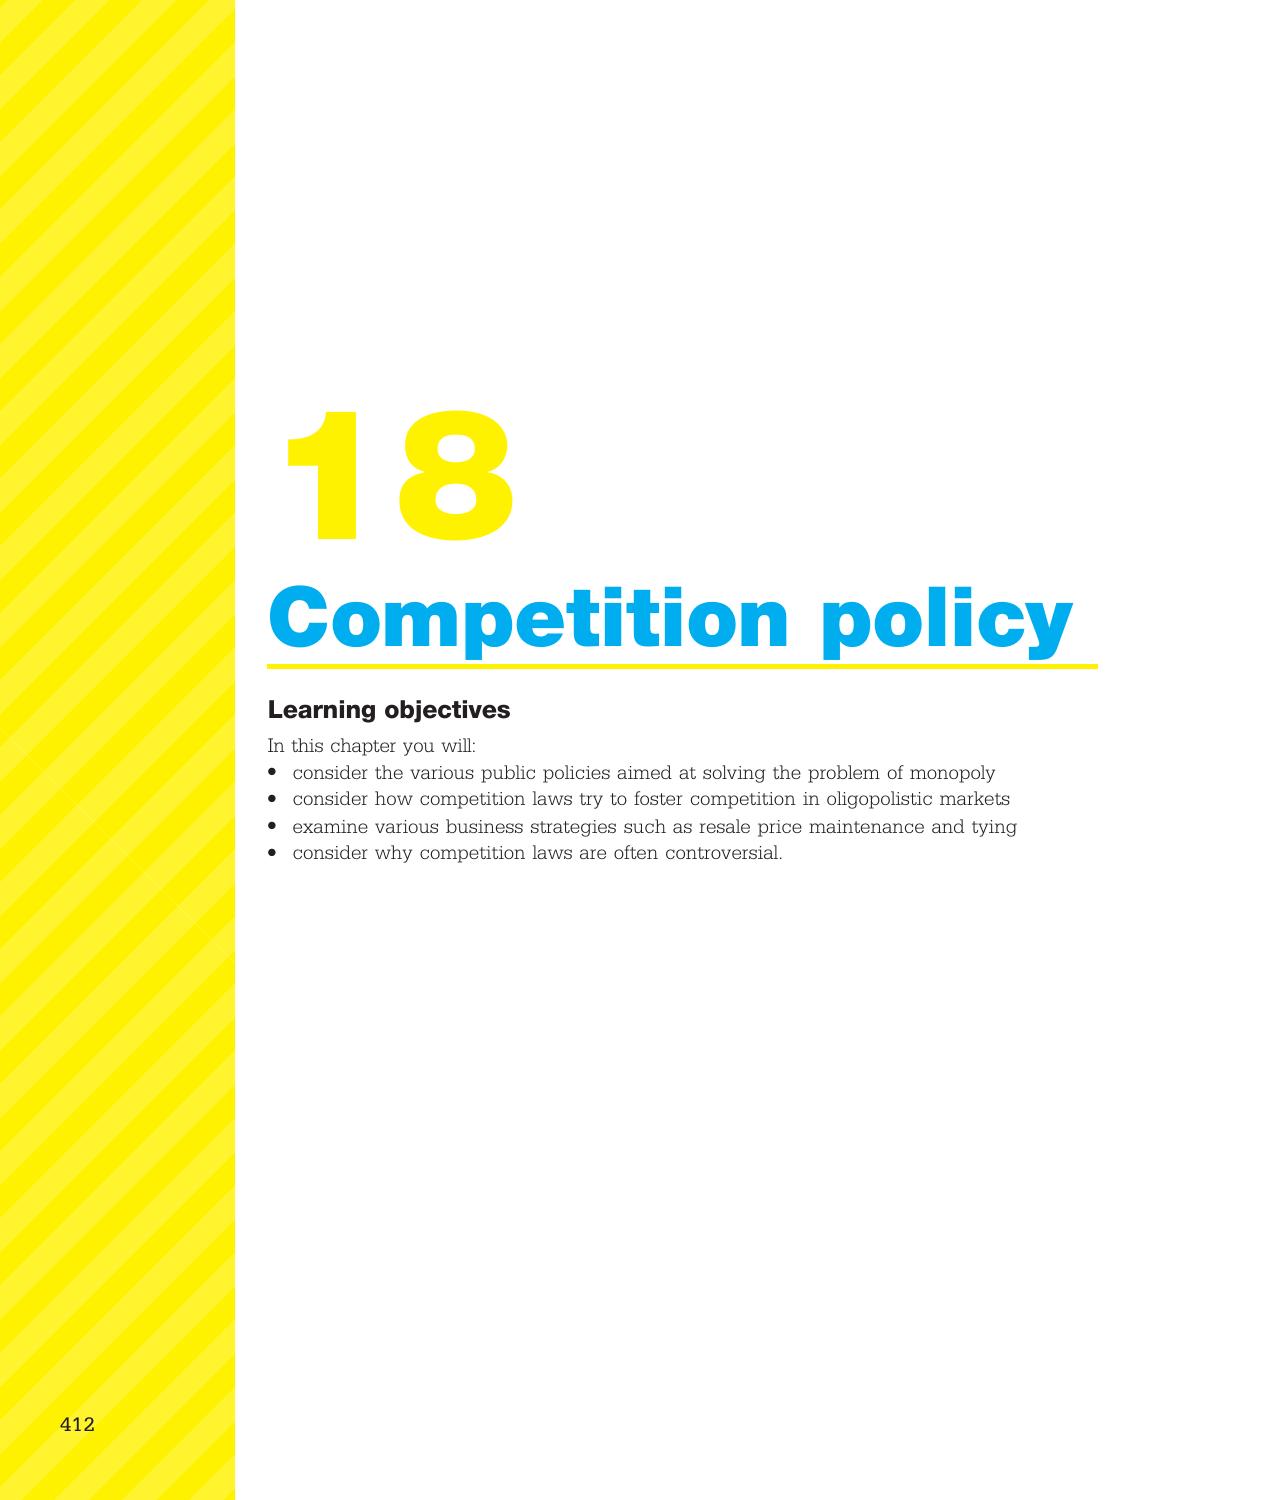 18
Competition policy
Learning objectives
In this chapter you will:
• consider the various public policies aimed at solving the problem of monopoly
• consider how competition laws try to foster competition in oligopolistic markets
• examine various business strategies such as resale price maintenance and tying
• consider why competition laws are often controversial.
412